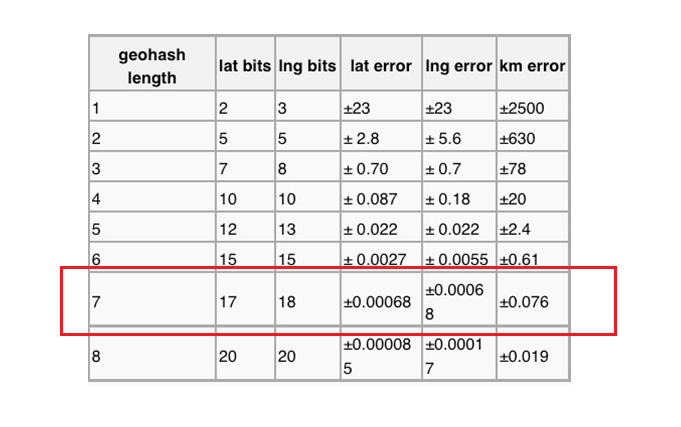 geohash length lat bits lng bits lat error lng error km error
1 2 3 ±23 ±23 ±2500
2 5 5 ± 2.8 ± 5.6 ±630
3 7 8 ± 0.70 ± 0.7 ±78
4 10 10 ± 0.087 ± 0.18 ±20
5 12 13 ± 0.022 ± 0.022 ±2.4
6 15 15 ± 0.0027 ± 0.0055 ±0.61
7 17 18 ±0.00068 ±0.00068 ±0.076
8 20 20 ±0.000085 ±0.00017 ±0.019